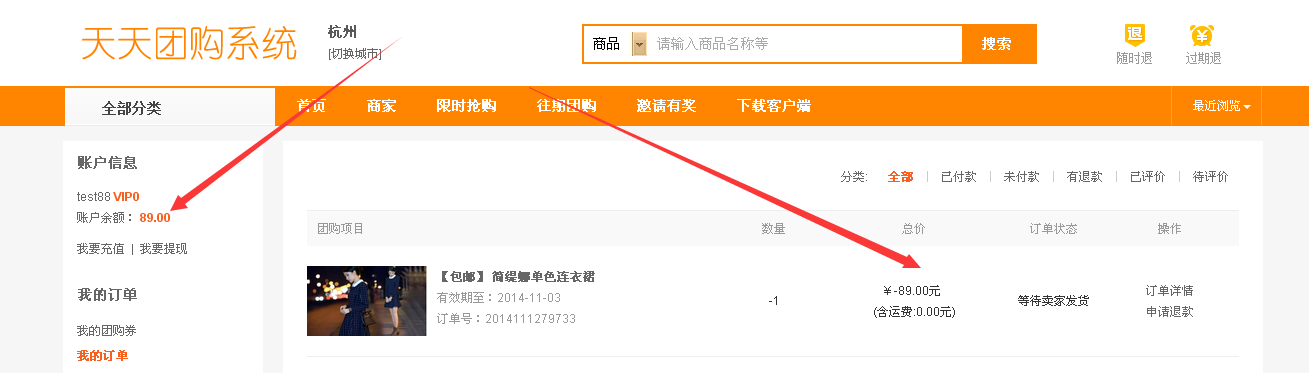 天天团购系统
杭州
[切换城市]
商品
请输入商品名称等
搜索
随时退
过期退
全部分类
首页 商家 限时抢购 往期团购 邀请有奖 下载客户端
最近浏览
账户信息
test88 VIP0
账户余额：89.00
我要充值 | 我要提现
我的订单
我的团购券
我的订单
分类: 全部 | 已付款 | 未付款 | 有退款 | 已评价 | 待评价
团购项目 数量 总价 订单状态 操作
【包邮】简缇娜单色连衣裙
有效期至：2014-11-03
订单号：2014111279733
-1
￥-89.00元
(含运费:0.00元)
等待卖家发货
订单详情
申请退款